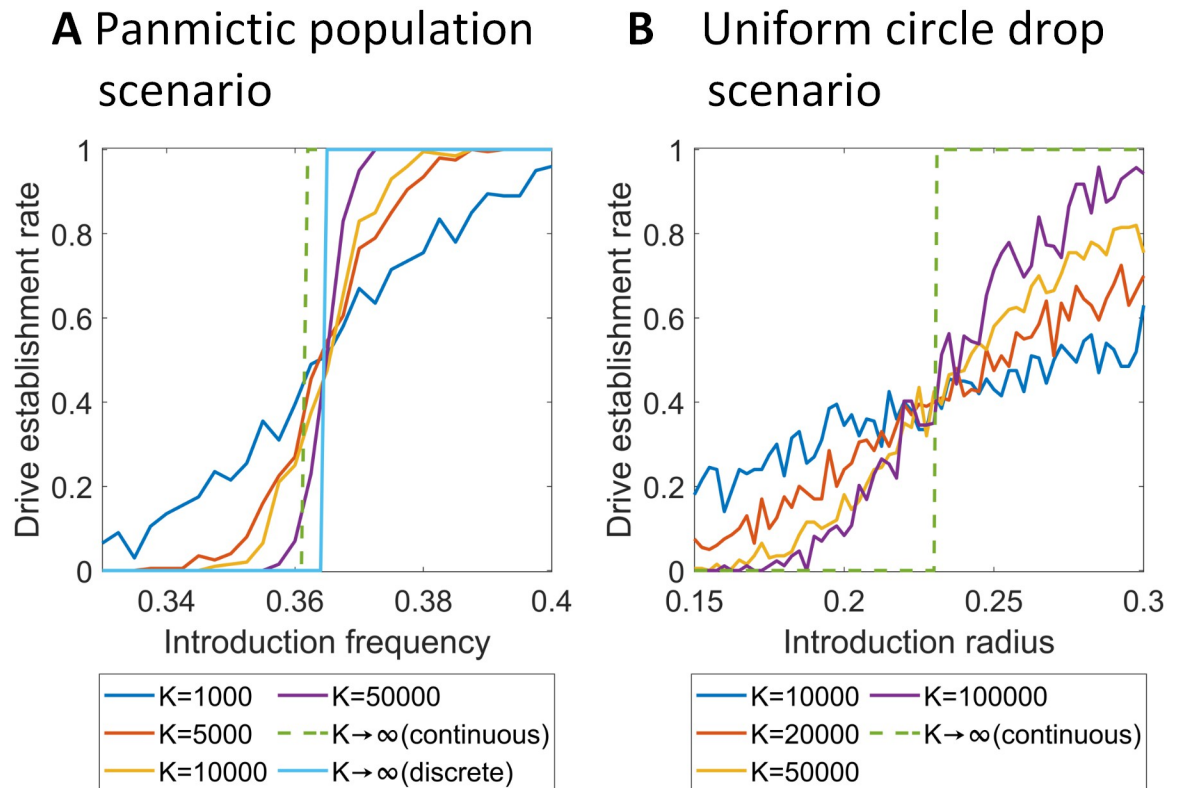 A Panmictic population
scenario
Drive establishment rate
1
0.8
0.6
0.4
0.2
0
0.34
0.36
0.38
0.4
Introduction frequency
K=1000
K=50000
K=5000
K→∞(continuous)
K=10000
K→∞(discrete)
B Uniform circle drop
scenario
Drive establishment rate
1
0.8
0.6
0.4
0.2
0
0.15
0.2
0.25
0.3
Introduction radius
K=10000
K=100000
K=20000
K→∞(continuous)
K=50000